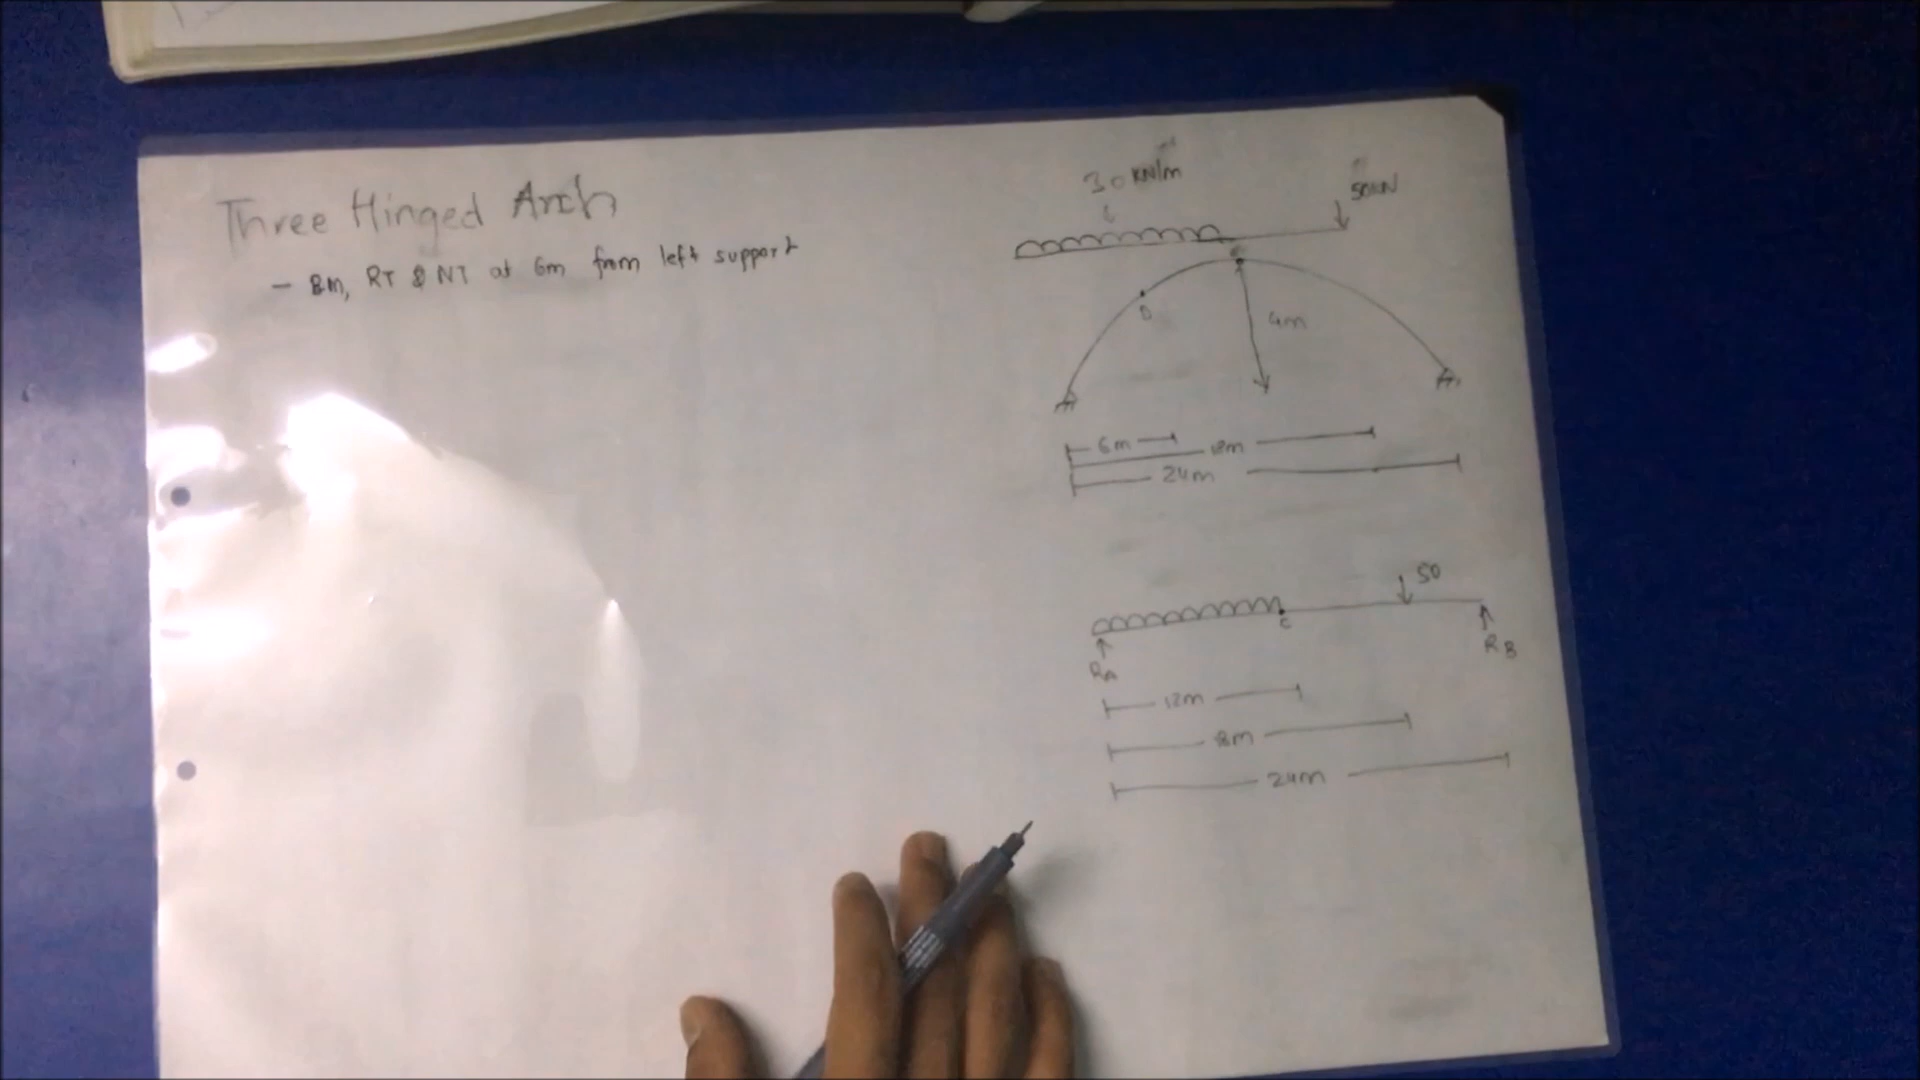 Three Hinged Arch
- BM, RT & NT at 6m from left support
30 KN/m
50KN
C
D
4m
6m
18m
24m
50
C
RA
RB
12m
18m
24m